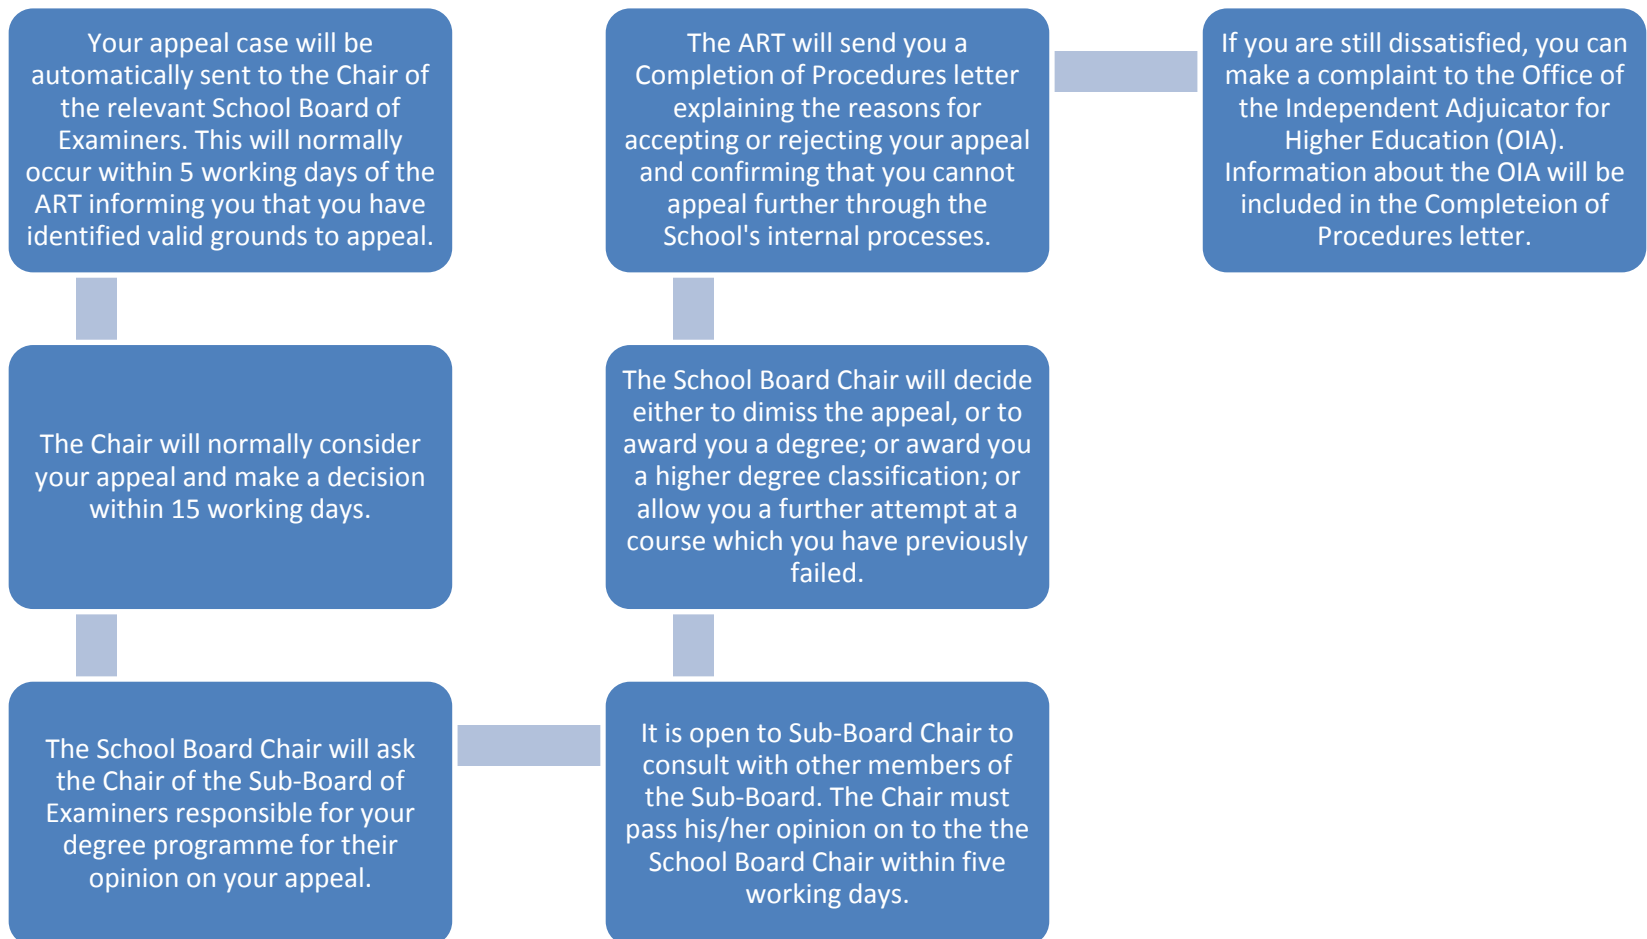 Your appeal case will be
automatically sent to the Chair of
the relevant School Board of
Examiners. This will normally
occur within 5 working days of the
ART informing you that you have
identified valid grounds to appeal.
The Chair will normally consider
your appeal and make a decision
within 15 working days.
The School Board Chair will ask
the Chair of the Sub-Board of
Examiners responsible for your
degree programme for their
opinion on your appeal.
It is open to Sub-Board Chair to
consult with other members of
the Sub-Board. The Chair must
pass his/her opinion on to the the
School Board Chair within five
working days.
The School Board Chair will decide
either to dimiss the appeal, or to
award you a degree; or award you
a higher degree classification; or
allow you a further attempt at a
course which you have previously
failed.
The ART will send you a
Completion of Procedures letter
explaining the reasons for
accepting or rejecting your appeal
and confirming that you cannot
appeal further through the
School's internal processes.
If you are still dissatisfied, you can
make a complaint to the Office of
the Independent Adjuicator for
Higher Education (OIA).
Information about the OIA will be
included in the Completeion of
Procedures letter.